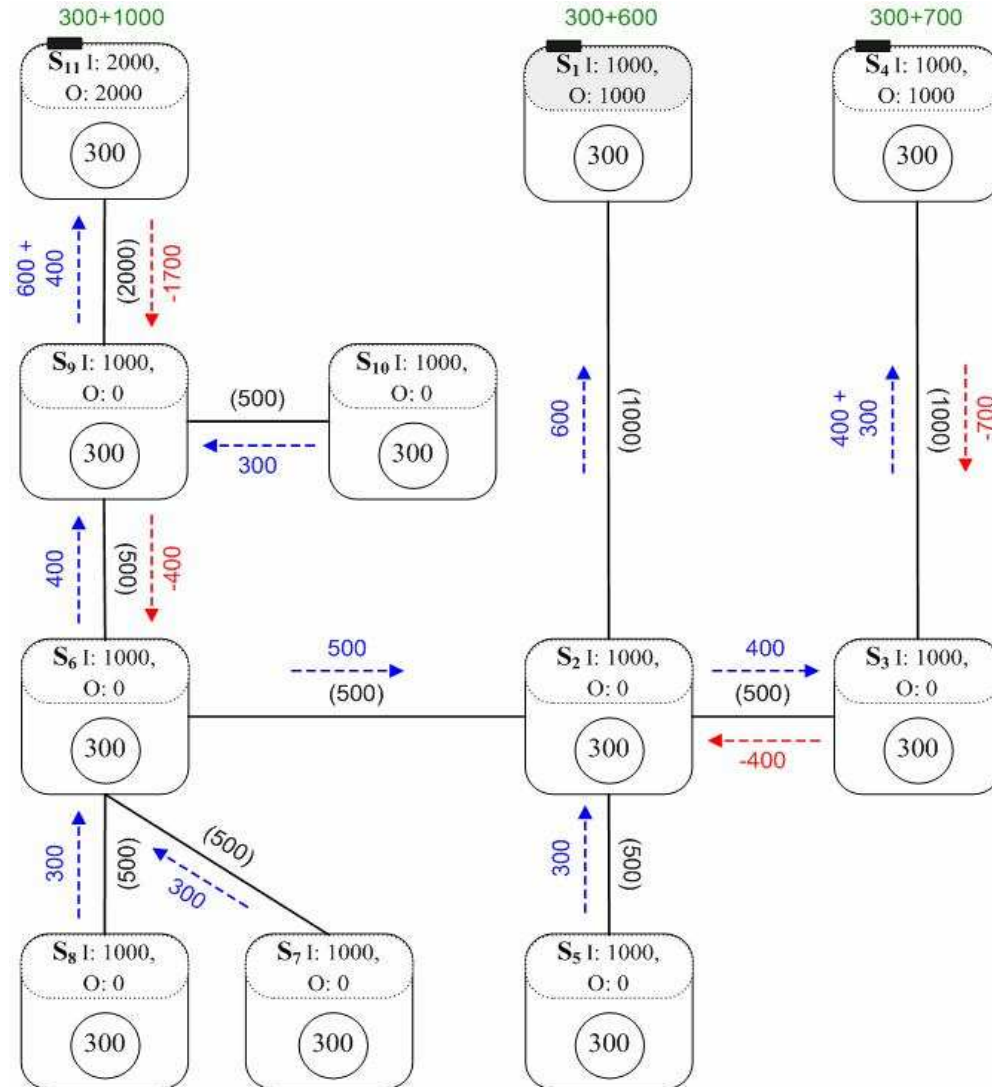 300+1000
300+600
300+700
S11 I: 2000,
O: 2000
300
S1 I: 1000,
O: 1000
300
S4 I: 1000,
O: 1000
300
600 +
400
(2000)
-1700
600
(1000)
400 +
300
(1000)
-700
S9 I: 1000,
O: 0
300
(500)
300
S10 I: 1000,
O: 0
300
400
(500)
-400
S6 I: 1000,
O: 0
300
500
(500)
S2 I: 1000,
O: 0
300
400
(500)
-400
S3 I: 1000,
O: 0
300
300
(500)
(500)
300
300
(500)
S8 I: 1000,
O: 0
300
S7 I: 1000,
O: 0
300
S5 I: 1000,
O: 0
300